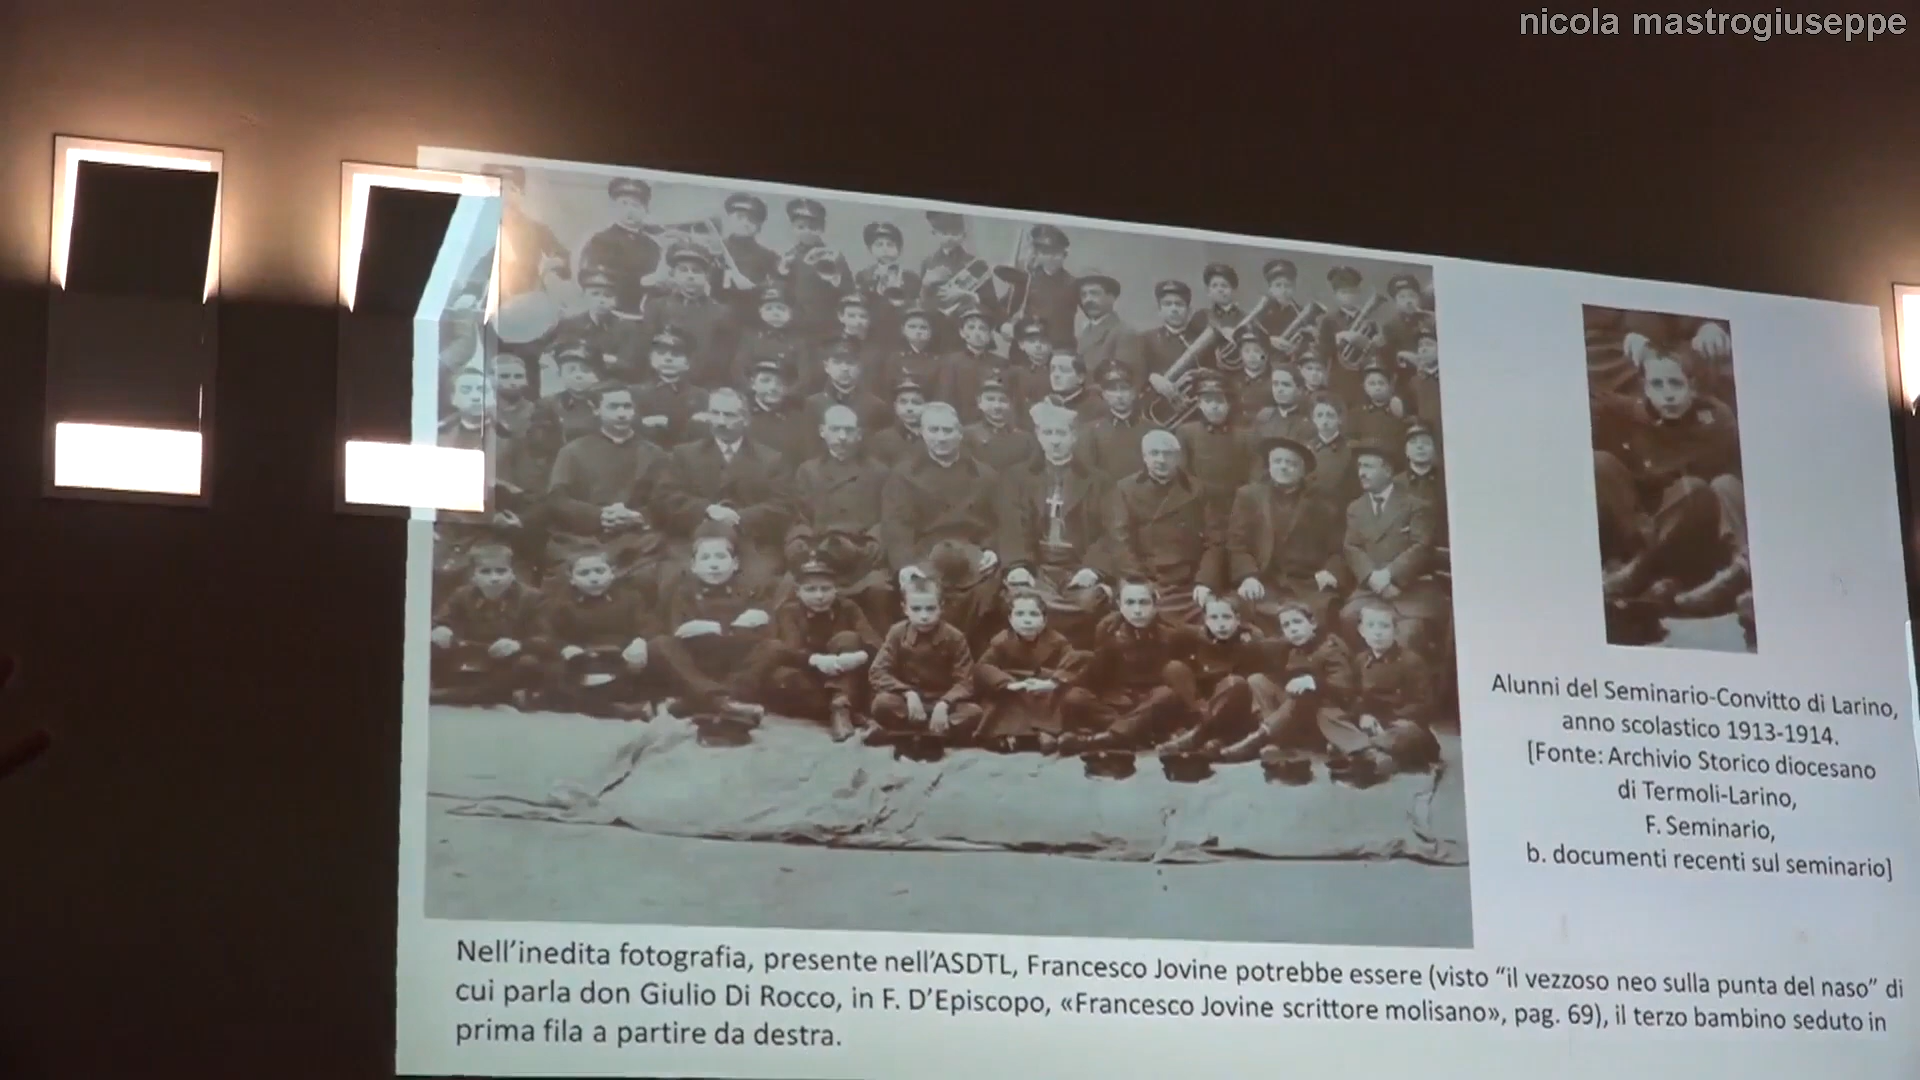 nicola mastrogiuseppe
Alunni del Seminario-Convitto di Larino,
anno scolastico 1913-1914.
[Fonte: Archivio Storico diocesano
di Termoli-Larino,
F. Seminario,
b. documenti recenti sul seminario]
Nell'inedita fotografia, presente nell'ASDTL, Francesco Jovine potrebbe essere (visto "il vezzoso neo sulla punta del naso" di
cui parla don Giulio Di Rocco, in F. D'Episcopo, «Francesco Jovine scrittore molisano», pag. 69), il terzo bambino seduto in
prima fila a partire da destra.